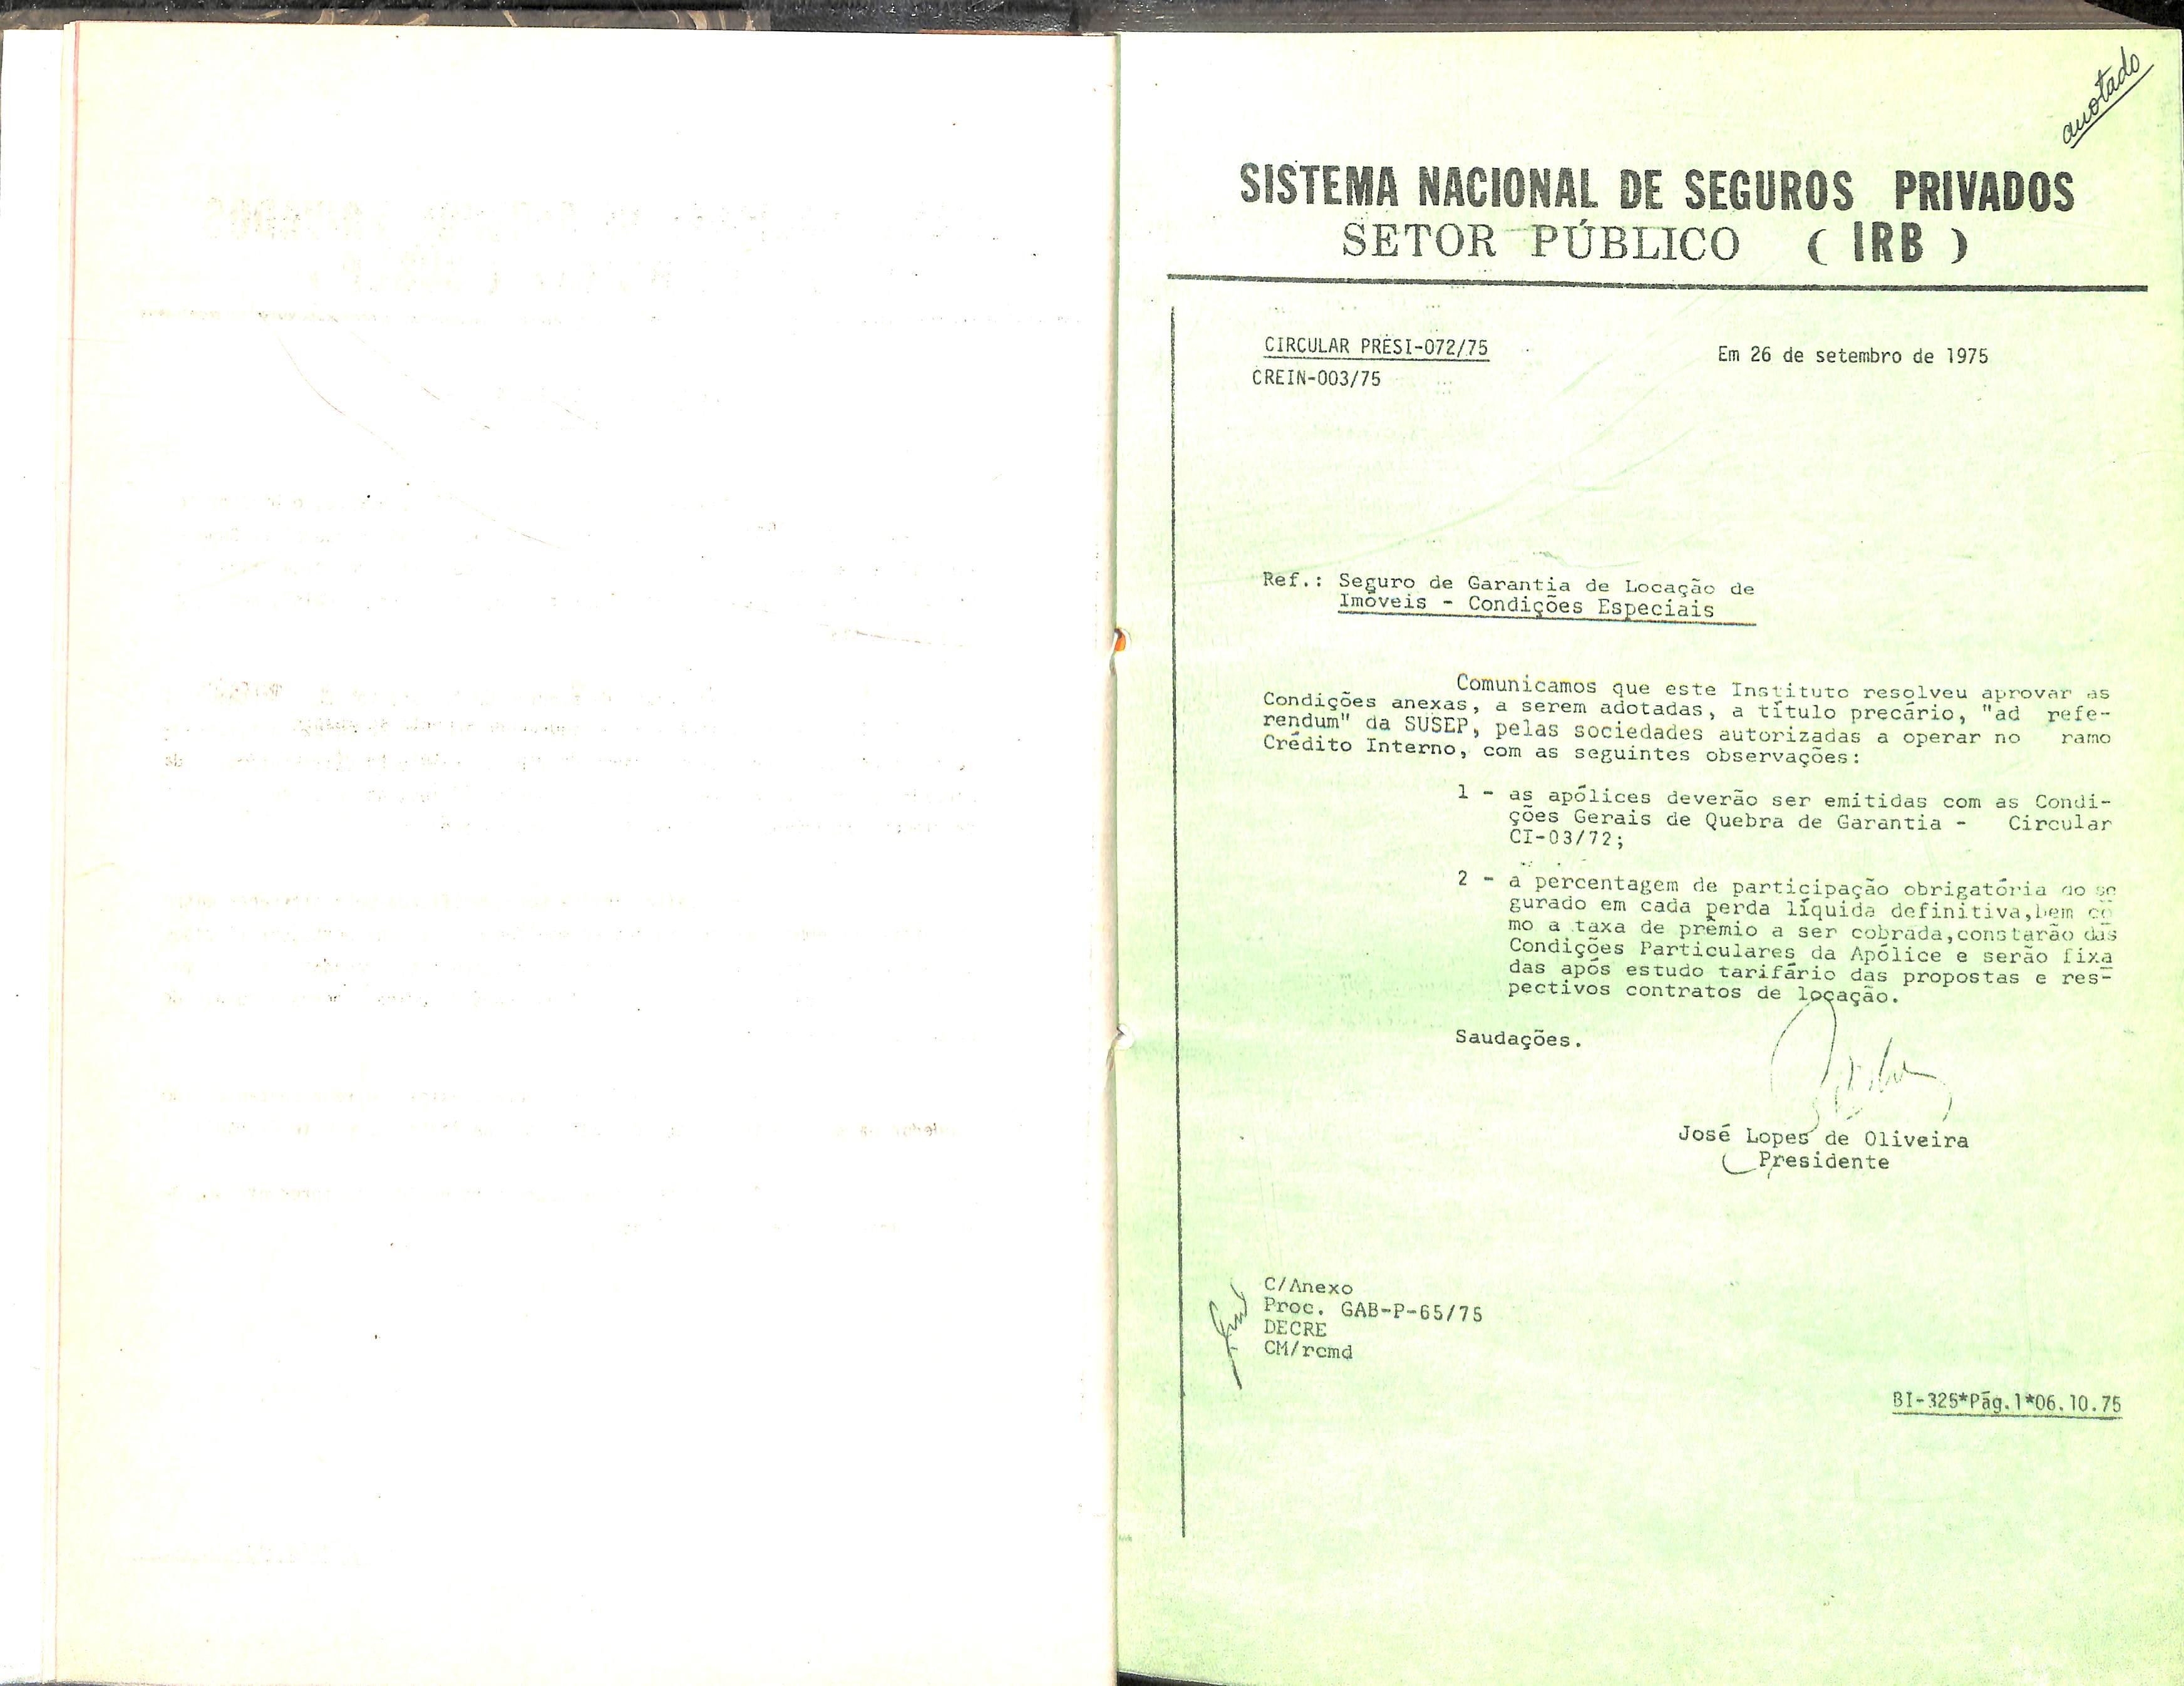 anotado
SISTEMA NACIONAL DE SEGUROS PRIVADOS
SETOR PÚBLICO ( IRB )
CIRCULAR PRESI-072/75
Em 26 de setembro de 1975
CREIN-003/75
Ref.: Seguro de Garantia de Locação de
Imóveis - Condições Especiais
Comunicamos que este Instituto resolveu aprovar as
Condições anexas, a serem adotadas, a título precário, "ad refe-
rendum" da SUSEP, pelas sociedades autorizadas a operar no ramo
Crédito Interno, com as seguintes observações:
1 - as apólices deverão ser emitidas com as Condi-
ções Gerais de Quebra de Garantia - Circular
CI-03/72;
2 - a percentagem de participação obrigatória do se
gurado em cada perda líquida definitiva,bem co
mo a taxa de prêmio a ser cobrada,constarão das
Condições Particulares da Apólice e serão fixa
das após estudo tarifário das propostas e res-
pectivos contratos de locação.
Saudações.
José Lopes de Oliveira
Presidente
C/Anexo
Proc. GAB-P-65/75
DECRE
CM/rcmd
BI-325*Pág.1*06.10.75